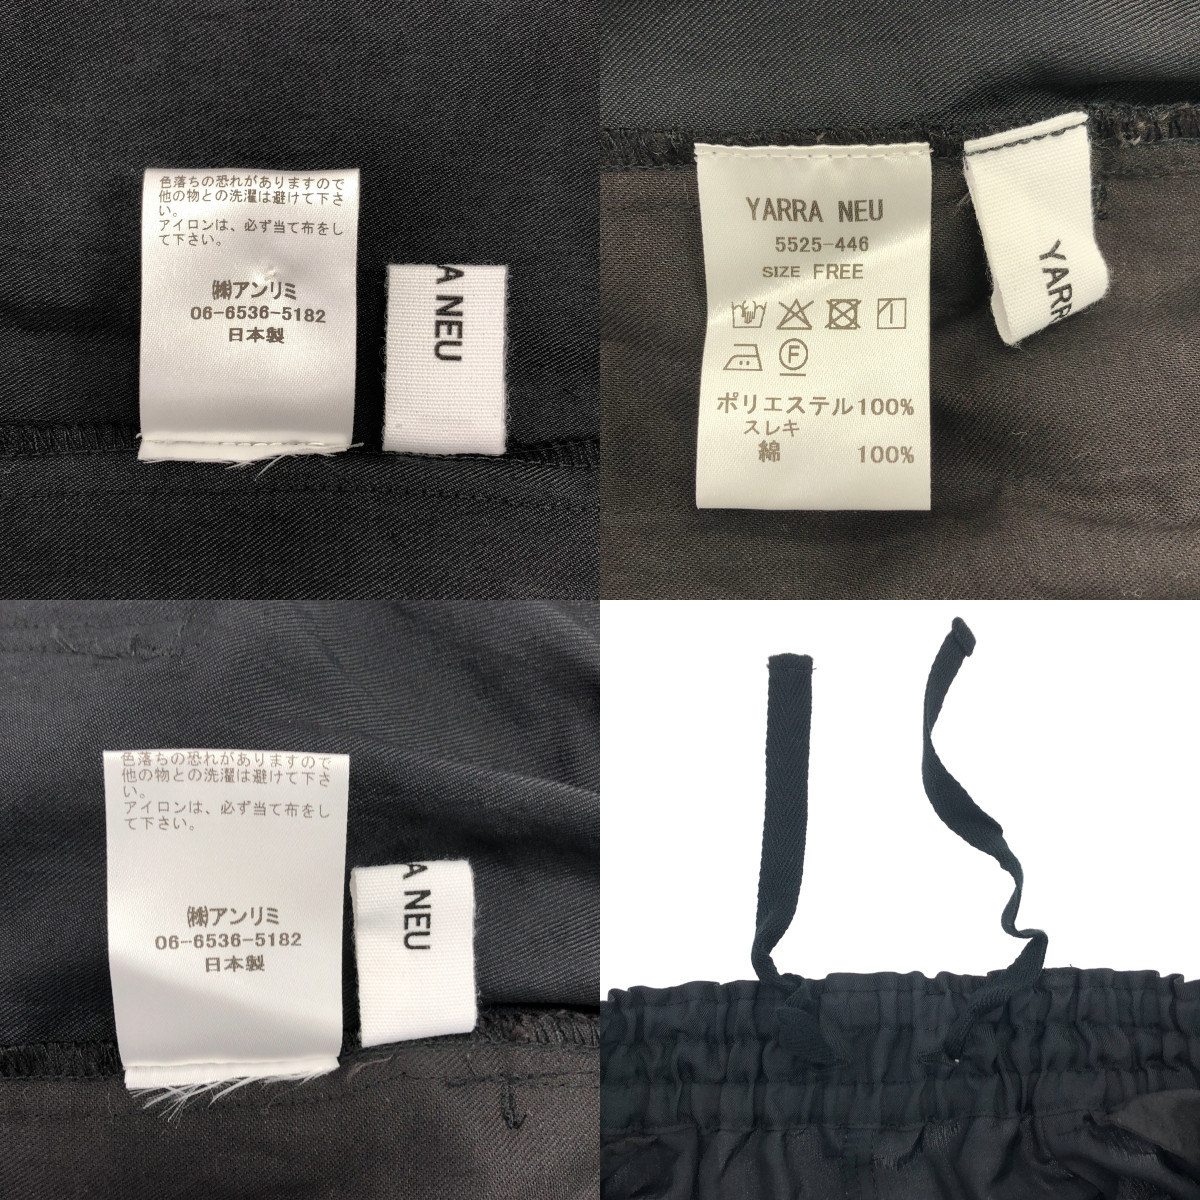 色落ちの恐れがありますので
他の物との洗濯は避けて下さ
い。
アイロンは、必ず当て布をし
て下さい。
㈱アンリミ
06-6536-5182
日本製
A NEU
YARRA NEU
5525-446
SIZE FREE
F
ポリエステル100%
スレキ
綿 100%
YARR
色落ちの恐れがありますので
他の物との洗濯は避けて下さ
い。
アイロンは、必ず当て布をし
て下さい。
㈱アンリミ
06-6536-5182
日本製
A NEU